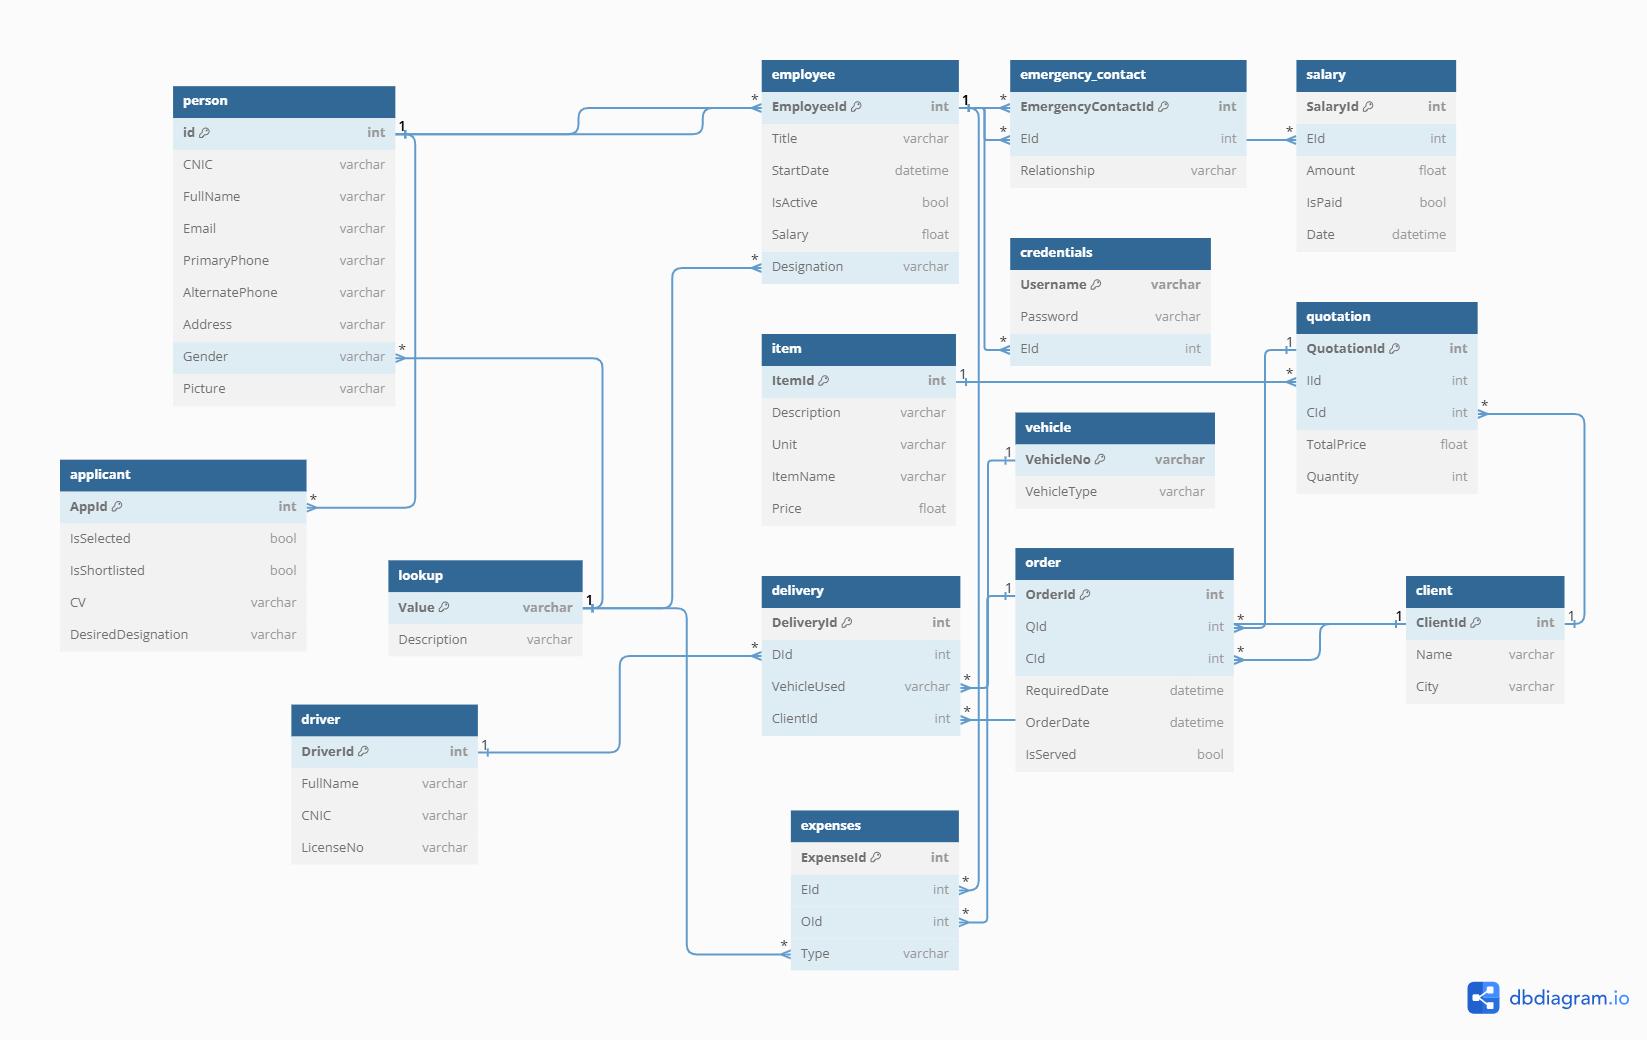 person
id int
CNIC varchar
FullName varchar
Email varchar
PrimaryPhone varchar
AlternatePhone varchar
Address varchar
Gender varchar
Picture varchar
1
*
applicant
AppId int
IsSelected bool
IsShortlisted bool
CV varchar
DesiredDesignation varchar
*
lookup
Value varchar
Description varchar
1
driver
DriverId int
FullName varchar
CNIC varchar
LicenseNo varchar
1
employee
* EmployeeId int 1
Title varchar
StartDate datetime
IsActive bool
Salary float
* Designation varchar
item
ItemId int 1
Description varchar
Unit varchar
ItemName varchar
Price float
delivery
DeliveryId int
* DId int
VehicleUsed varchar *
ClientId int *
expenses
ExpenseId int
EId int *
OId int *
* Type varchar
emergency_contact
* EmergencyContactId int
* EId int
Relationship varchar
credentials
Username varchar
Password varchar
* EId int
vehicle
1 VehicleNo varchar
VehicleType varchar
order
1 OrderId int
QId int *
CId int *
RequiredDate datetime
OrderDate datetime
IsServed bool
salary
SalaryId int
* EId int
Amount float
IsPaid bool
Date datetime
quotation
1 QuotationId int
* IId int
CId int *
TotalPrice float
Quantity int
client
1 ClientId int 1
Name varchar
City varchar
dbdiagram.io